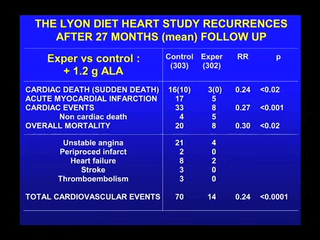 THE LYON DIET HEART STUDY RECURRENCES
AFTER 27 MONTHS (mean) FOLLOW UP
Exper vs control : Control Exper RR p
+ 1.2 g ALA (303) (302)
CARDIAC DEATH (SUDDEN DEATH) 16(10) 3(0) 0.24 <0.02
ACUTE MYOCARDIAL INFARCTION 17 5
CARDIAC EVENTS 33 8 0.27 <0.001
Non cardiac death 4 5
OVERALL MORTALITY 20 8 0.30 <0.02
Unstable angina 21 4
Periproced infarct 2 0
Heart failure 8 2
Stroke 3 0
Thromboembolism 3 0
TOTAL CARDIOVASCULAR EVENTS 70 14 0.24 <0.0001